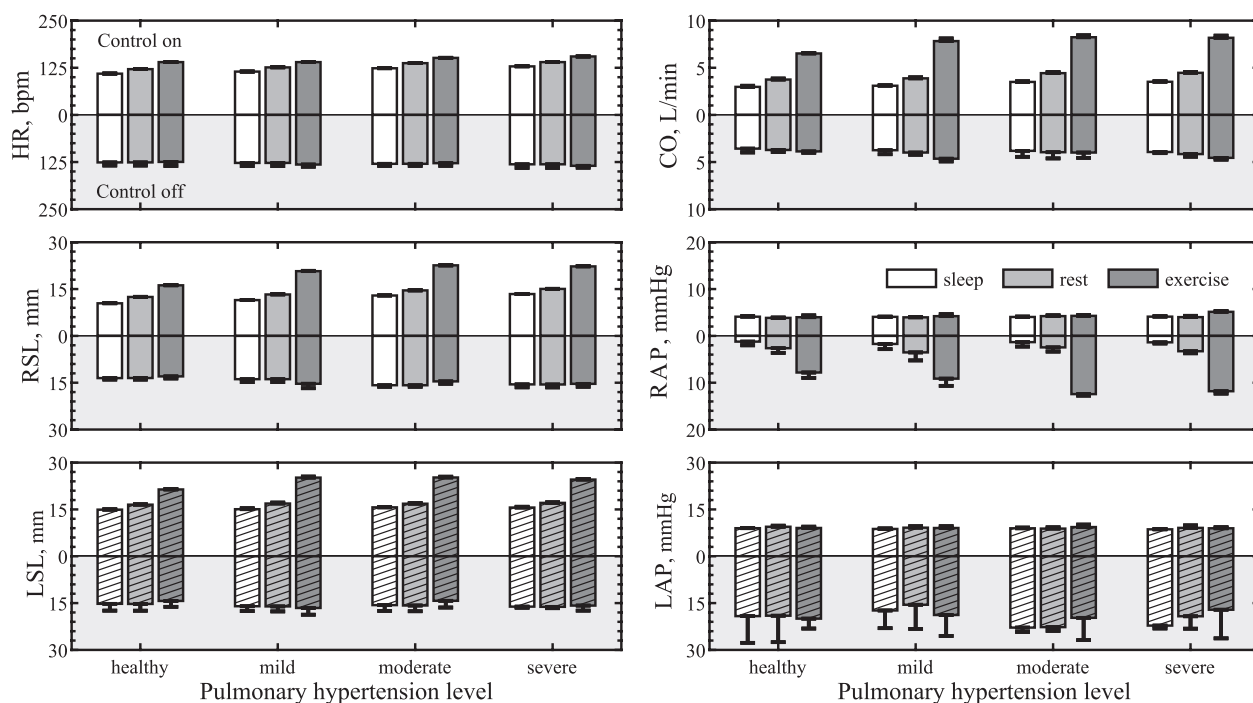 250
125
0
125
250
HR, bpm
Control on
Control off
10
5
0
5
10
CO, L/min
30
15
0
15
30
RSL, mm
20
10
0
10
20
RAP, mmHg
sleep rest exercise
30
15
0
15
30
LSL, mm
healthy mild moderate severe
Pulmonary hypertension level
30
15
0
15
30
LAP, mmHg
healthy mild moderate severe
Pulmonary hypertension level